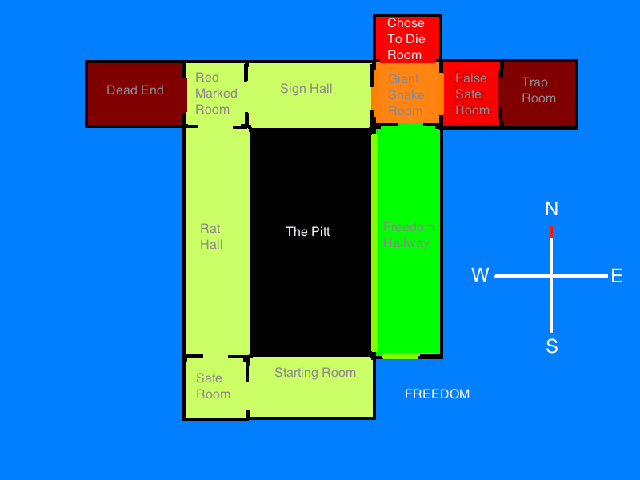 Chose
To Die
Room
Dead End
Red
Marked
Room
Sign Hall
Giant
Snake
Room
False
Safe
Room
Trap
Room
Rat
Hall
The Pitt
Freedom
Hallway
N
W
E
S
Safe
Room
Starting Room
FREEDOM